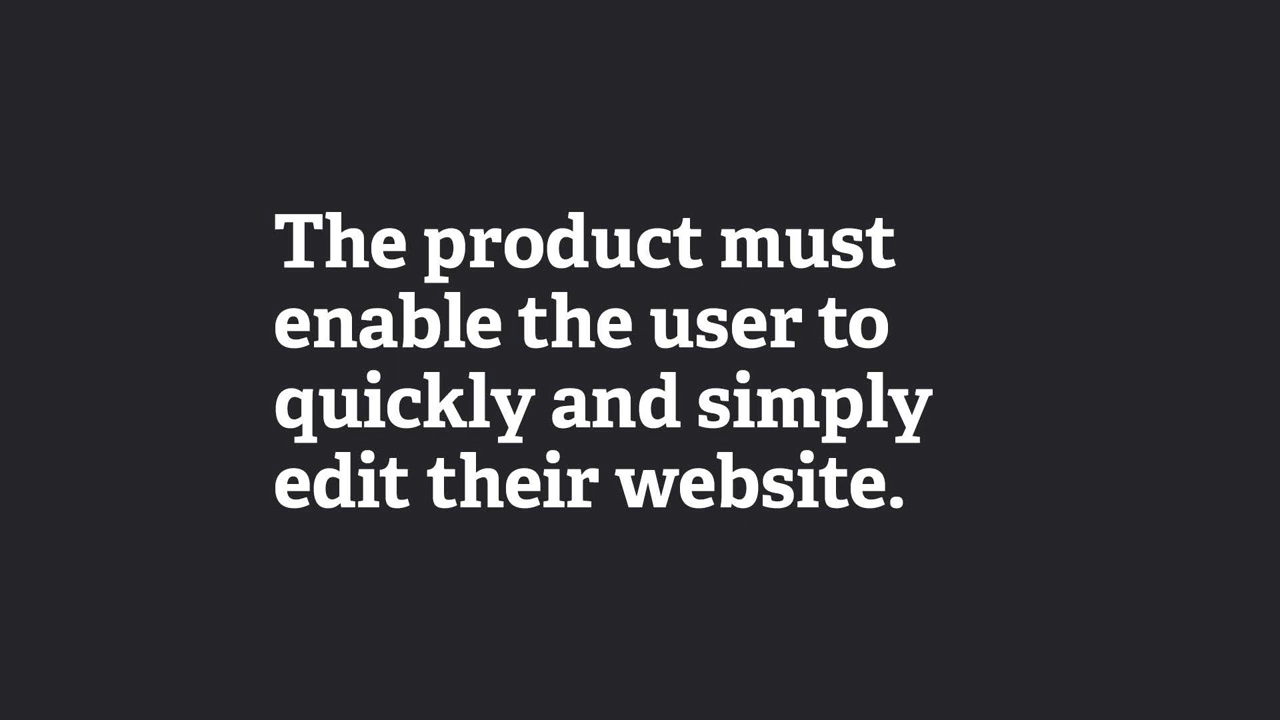 The product must
enable the user to
quickly and simply
edit their website.